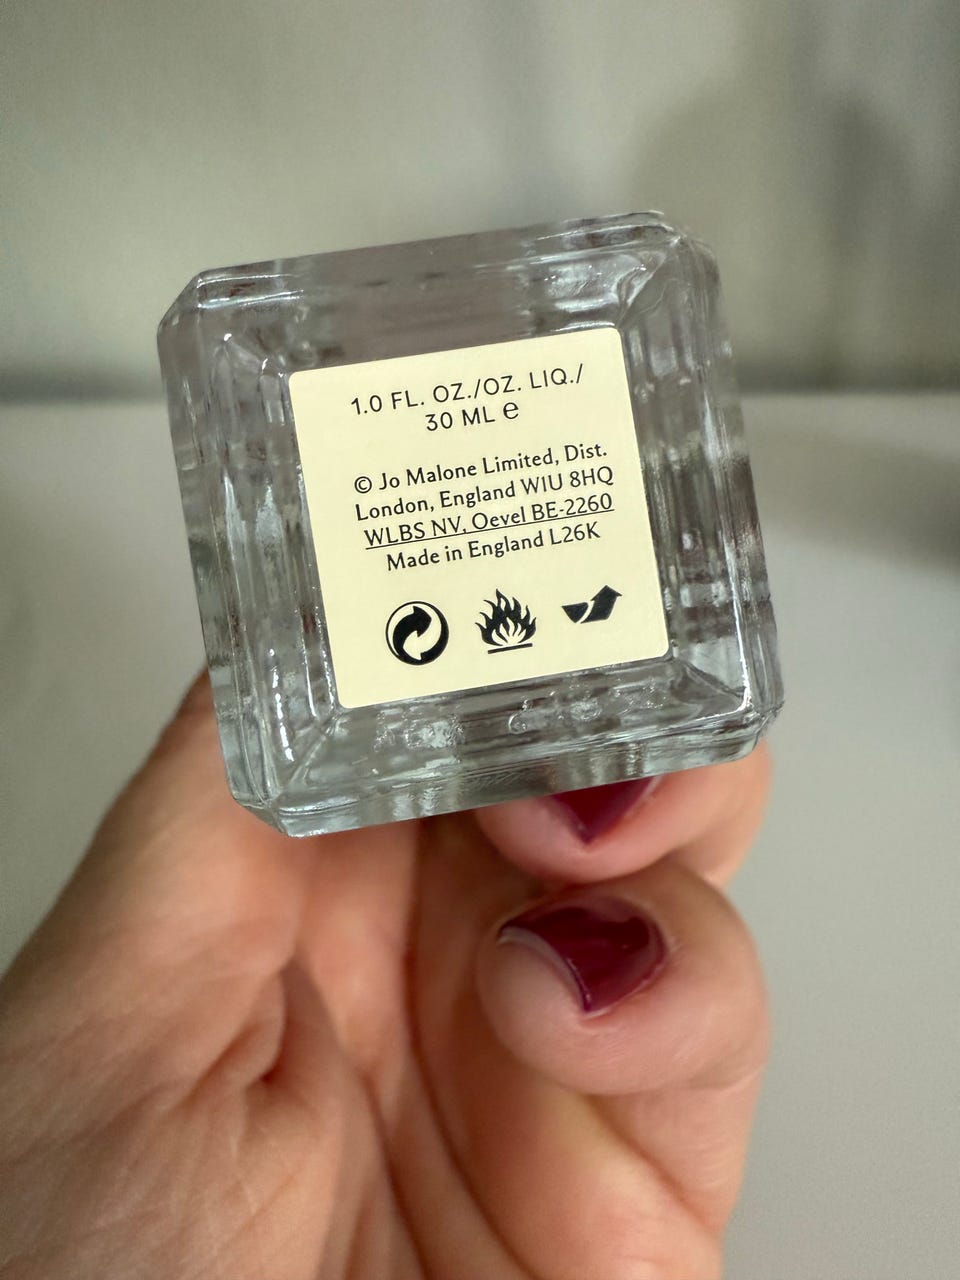 1.0 FL. OZ./OZ. LIQ./
30 ML ℮
© Jo Malone Limited, Dist.
London, England WIU 8HQ
WLBS NV, Oevel BE-2260
Made in England L26K